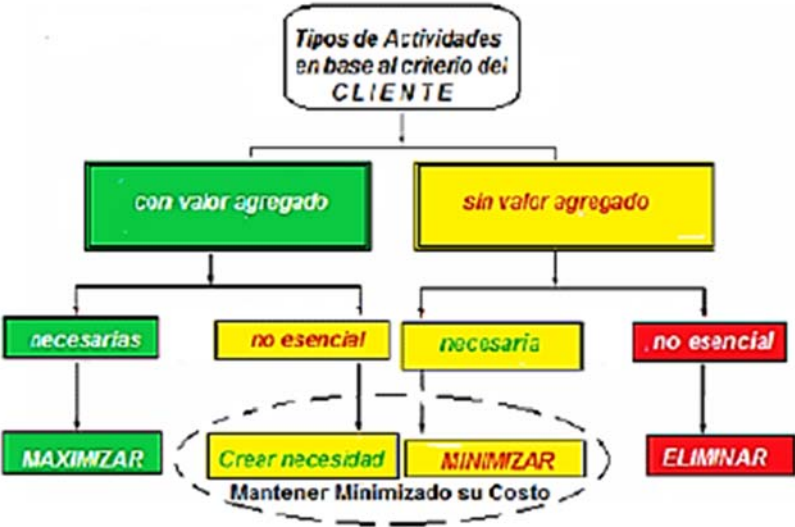 Tipos de Actividades
en base al criterio del
CLIENTE
con valor agregado
sin valor agregado
necesarias
no esencial
necesaria
no esencial
MAXIMIZAR
Crear necesidad
MINIMIZAR
ELIMINAR
Mantener Minimizado su Costo